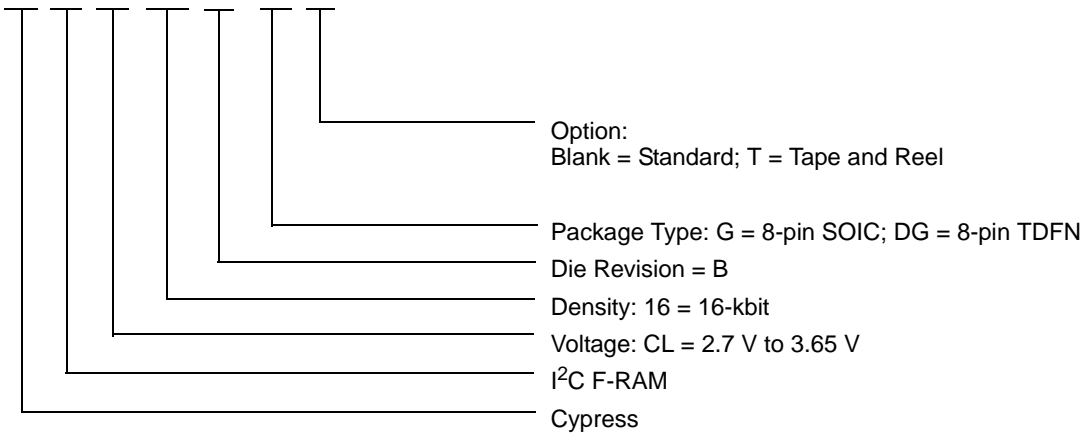 Option:
Blank = Standard; T = Tape and Reel
Package Type: G = 8-pin SOIC; DG = 8-pin TDFN
Die Revision = B
Density: 16 = 16-kbit
Voltage: CL = 2.7 V to 3.65 V
I²C F-RAM
Cypress